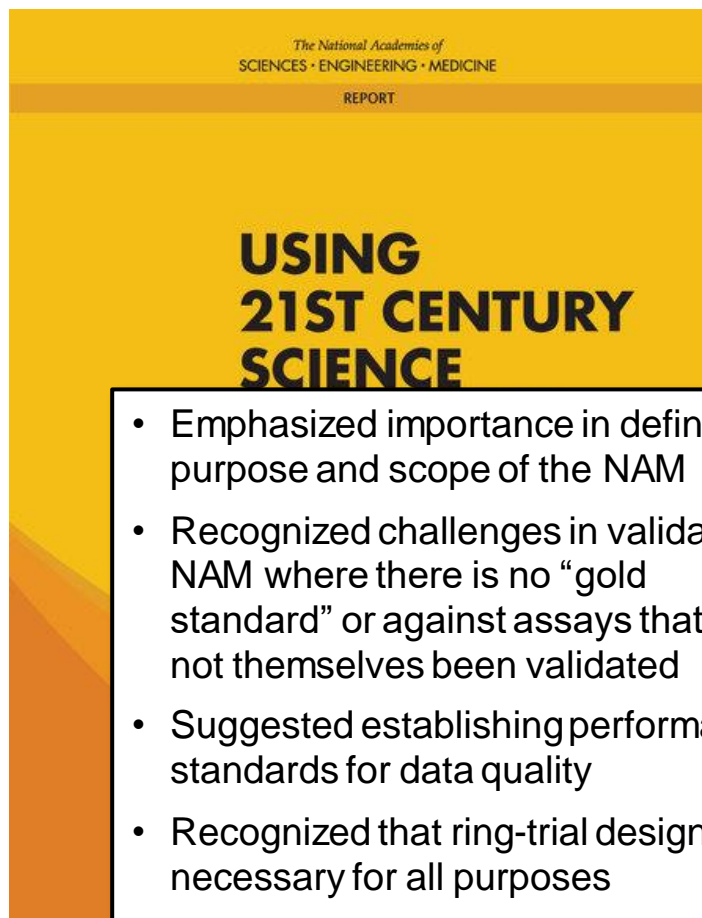 The National Academies of
SCIENCES • ENGINEERING • MEDICINE
REPORT
USING
21ST CENTURY
SCIENCE
• Emphasized importance in defin
purpose and scope of the NAM
• Recognized challenges in valida
NAM where there is no “gold
standard” or against assays that
not themselves been validated
• Suggested establishing performa
standards for data quality
• Recognized that ring-trial design
necessary for all purposes